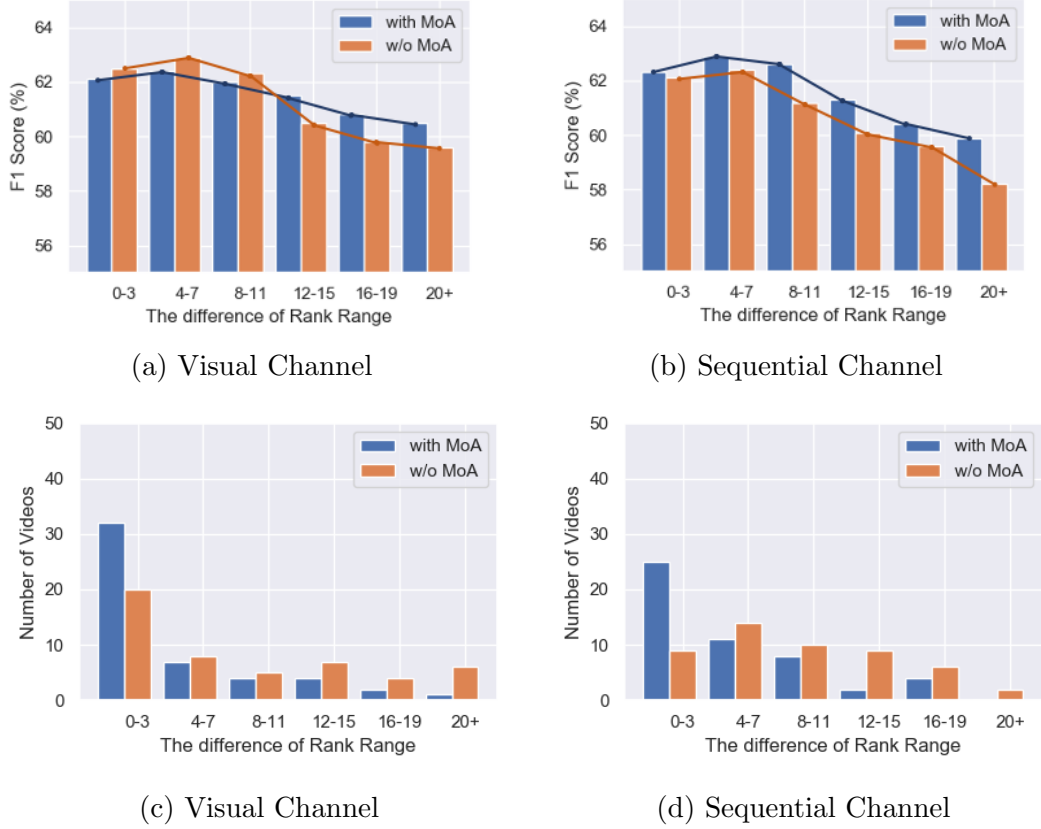 64
62
60
58
56
F1 Score (%)
with MoA
w/o MoA
0-3 4-7 8-11 12-15 16-19 20+
The difference of Rank Range
(a) Visual Channel
64
62
60
58
56
F1 Score (%)
with MoA
w/o MoA
0-3 4-7 8-11 12-15 16-19 20+
The difference of Rank Range
(b) Sequential Channel
50
40
30
20
10
0
Number of Videos
with MoA
w/o MoA
0-3 4-7 8-11 12-15 16-19 20+
The difference of Rank Range
(c) Visual Channel
50
40
30
20
10
0
Number of Videos
with MoA
w/o MoA
0-3 4-7 8-11 12-15 16-19 20+
The difference of Rank Range
(d) Sequential Channel